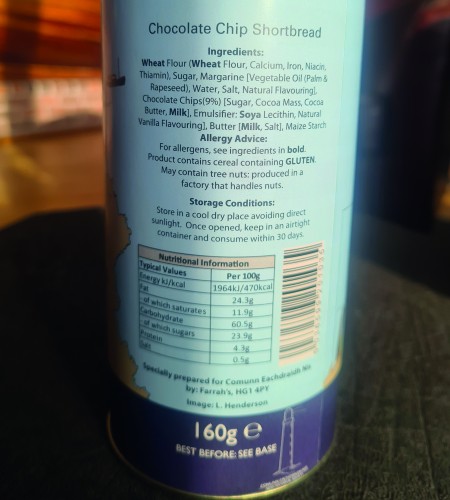 Chocolate Chip Shortbread
Ingredients:
Wheat Flour (Wheat Flour, Calcium, Iron, Niacin,
Thiamin), Sugar, Margarine [Vegetable Oil (Palm &
Rapeseed), Water, Salt, Natural Flavouring],
Chocolate Chips(9%) [Sugar, Cocoa Mass, Cocoa
Butter, Milk], Emulsifier: Soya Lecithin, Natural
Vanilla Flavouring], Butter [Milk, Salt], Maize Starch
Allergy Advice:
For allergens, see ingredients in bold.
Product contains cereal containing GLUTEN.
May contain tree nuts: produced in a
factory that handles nuts.
Storage Conditions:
Store in a cool dry place avoiding direct
sunlight. Once opened, keep in an airtight
container and consume within 30 days.
Nutritional Information
Typical Values Per 100g
Energy kJ/kcal 1964kJ/470kcal
Fat 24.3g
of which saturates 11.9g
Carbohydrate 60.5g
of which sugars 23.9g
Protein 4.3g
Salt 0.5g
Specially prepared for Comunn Eachdraidh Nis
by: Farrah's, HG1 4PY
Image: L. Henderson
160g e
BEST BEFORE: SEE BASE